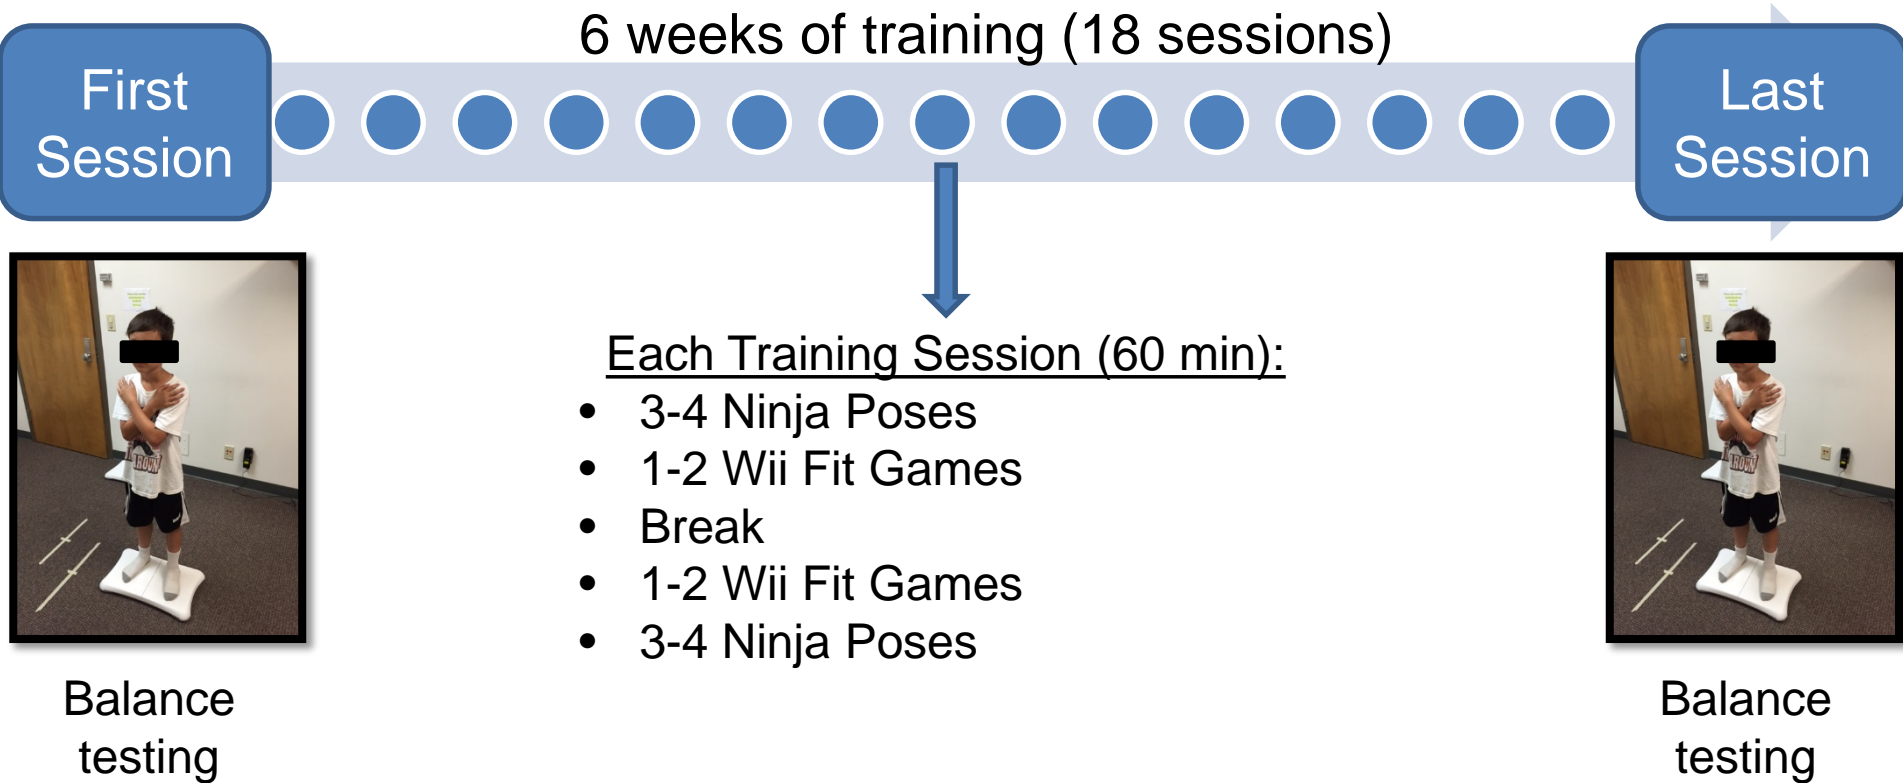 6 weeks of training (18 sessions)
First
Session
Last
Session
Each Training Session (60 min):
• 3-4 Ninja Poses
• 1-2 Wii Fit Games
• Break
• 1-2 Wii Fit Games
• 3-4 Ninja Poses
Balance
testing
Balance
testing